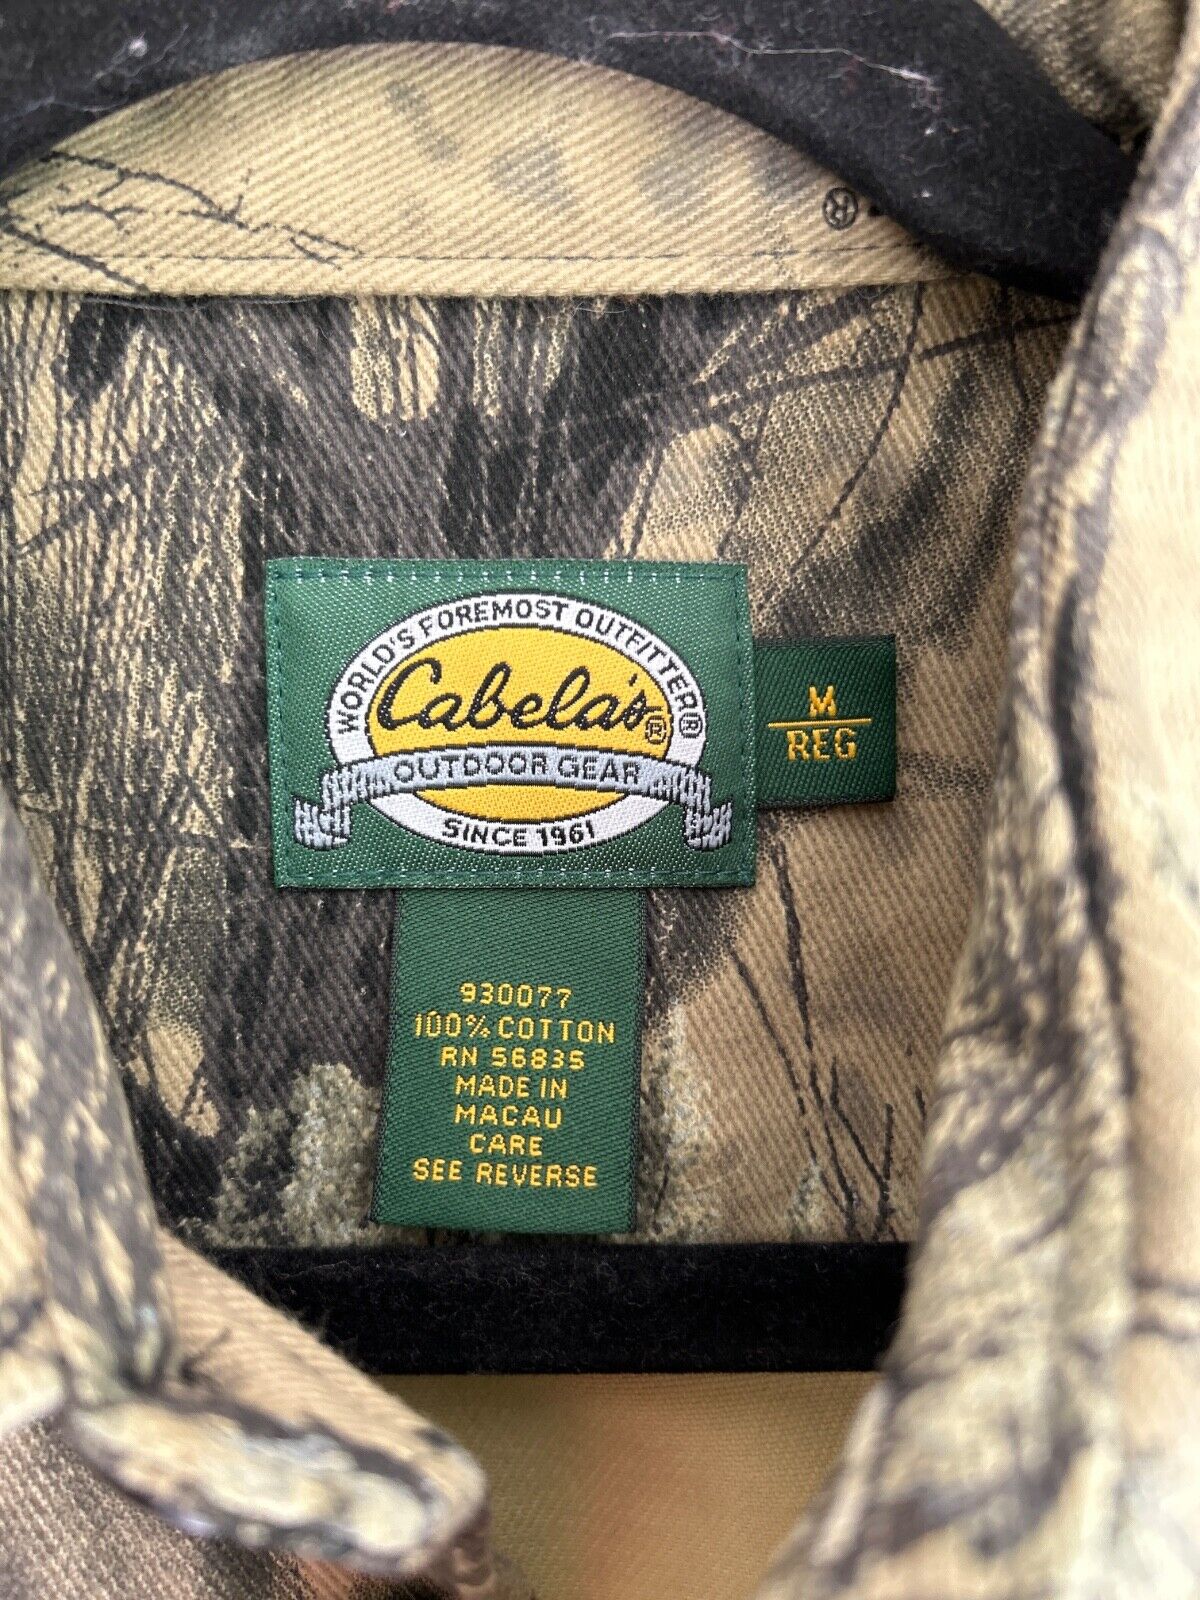 ®
WORLD'S FOREMOST OUTFITTER®
Cabela's®
OUTDOOR GEAR
SINCE 1961
M
REG
930077
100% COTTON
RN 56835
MADE IN
MACAU
CARE
SEE REVERSE